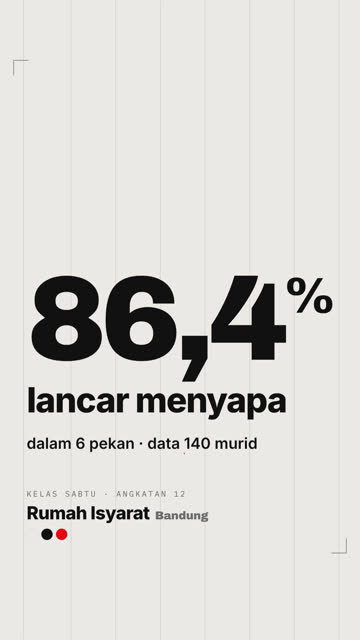 86,4%
lancar menyapa
dalam 6 pekan · data 140 murid
KELAS SABTU · ANGKATAN 12
Rumah Isyarat Bandung